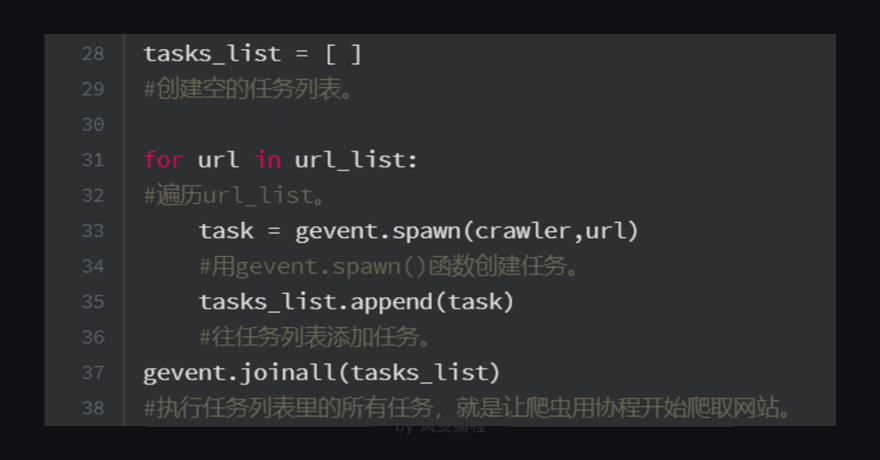 28 tasks_list = [ ]
29 #创建空的任务列表。
30
31 for url in url_list:
32 #遍历url_list。
33 task = gevent.spawn(crawler,url)
34 #用gevent.spawn()函数创建任务。
35 tasks_list.append(task)
36 #往任务列表添加任务。
37 gevent.joinall(tasks_list)
38 #执行任务列表里的所有任务，就是让爬虫用协程开始爬取网站。
by 风变编程